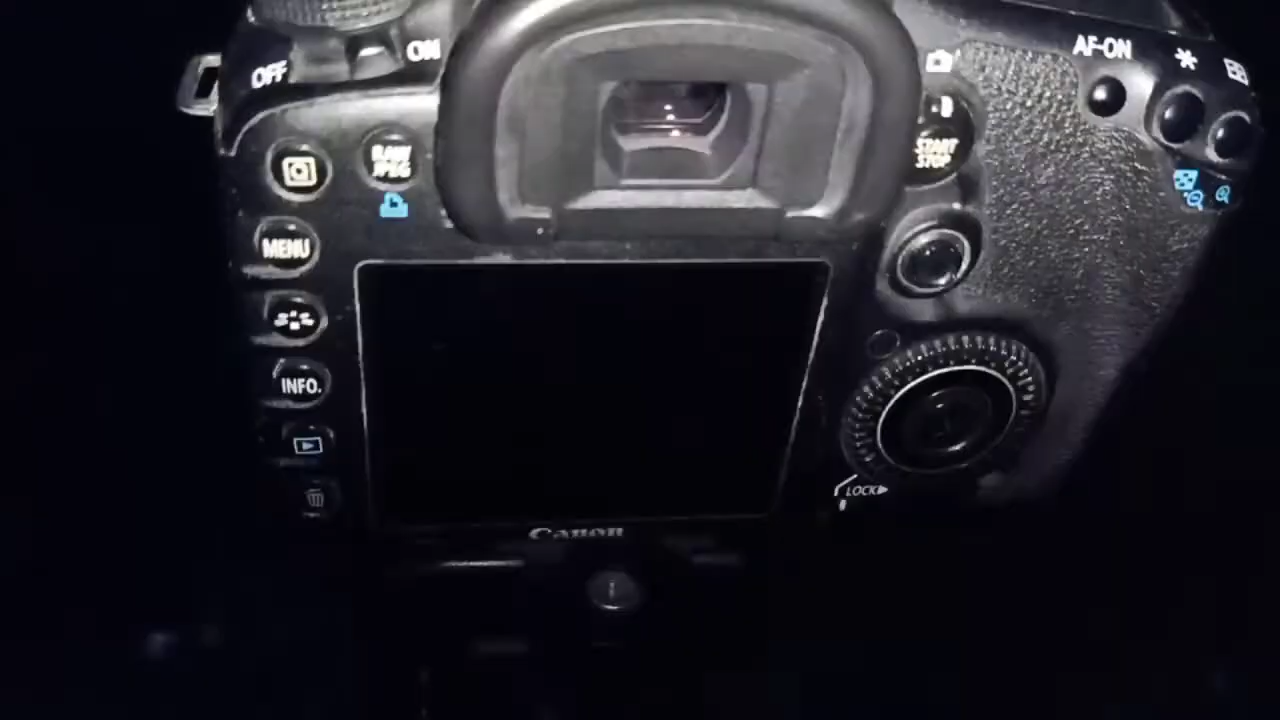 OFF
ON
AF-ON
RAW
JPEG
START
STOP
MENU
INFO.
LOCK
Canon